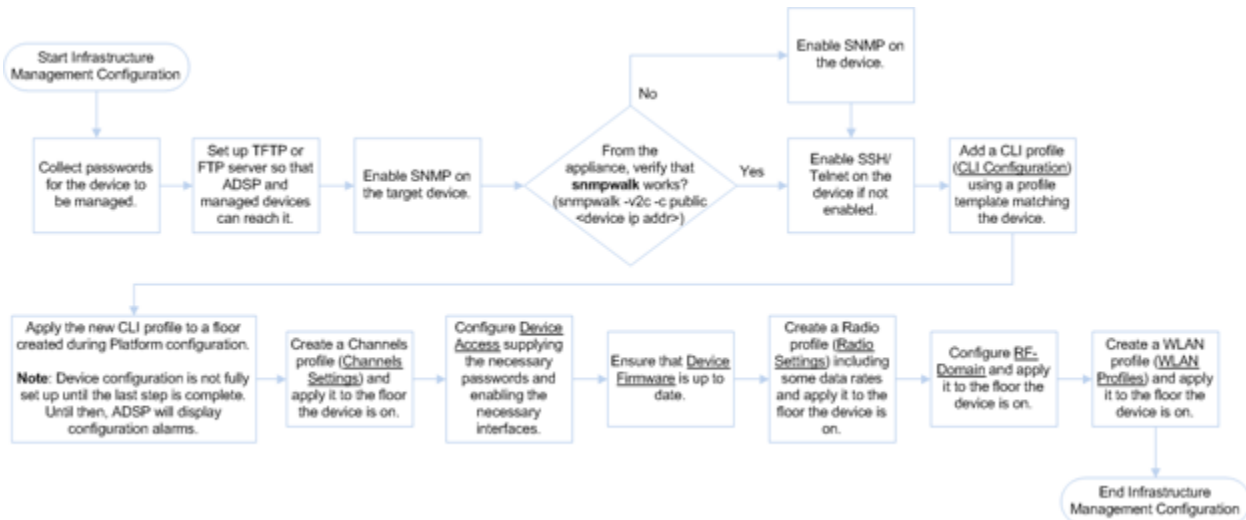 Start Infrastructure
Management Configuration
Collect passwords
for the device to
be managed.
Set up TFTP or
FTP server so that
ADSP and
managed devices
can reach it.
Enable SNMP on
the target device.
From the
appliance, verify that
snmpwalk works?
(snmpwalk -v2c -c public
<device ip addr>)
No
Enable SNMP on
the device.
Yes
Enable SSH/
Telnet on the
device if not
enabled.
Add a CLI profile
(CLI Configuration)
using a profile
template matching
the device.
Apply the new CLI profile to a floor
created during Platform configuration.
Note: Device configuration is not fully
set up until the last step is complete.
Until then, ADSP will display
configuration alarms.
Create a Channels
profile (Channels
Settings) and
apply it to the floor
the device is on.
Configure Device
Access supplying
the necessary
passwords and
enabling the
necessary
interfaces.
Ensure that Device
Firmware is up to
date.
Create a Radio
profile (Radio
Settings) including
some data rates
and apply it to the
floor the device is
on.
Configure RF-
Domain and apply
it to the floor the
device is on.
Create a WLAN
profile (WLAN
Profiles) and apply
it to the floor the
device is on.
End Infrastructure
Management Configuration